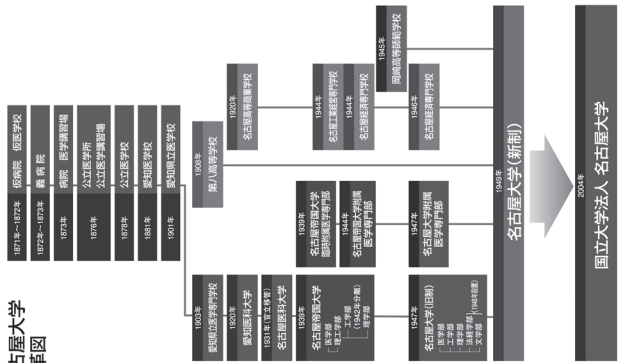 古屋大学
革図
1871年～1872年 仮病院 仮医学校
1872年～1873年 義病院
1873年 病院 医学講習場
1876年 公立医学所
公立医学講習場
1878年 公立医学校
1881年 愛知医学校
1901年 愛知県立医学校
1903年
愛知県立医学専門学校
1920年
愛知医科大学
1931年(官立移管)
名古屋医科大学
1939年
名古屋帝国大学
医学部
理工学部
工学部
(1942年分離)
理学部
1947年
名古屋大学(旧制)
医学部
工学部
理学部
法経学部
文学部
(1948年設置)
1939年
名古屋帝国大学
臨時附属医学専門部
1944年
名古屋帝国大学附属
医学専門部
1947年
名古屋大学附属
医学専門部
1908年
第八高等学校
1920年
名古屋高等商業学校
1944年
名古屋工業経営専門学校
1944年
名古屋経済専門学校
1946年
名古屋経済専門学校
1945年
岡崎高等師範学校
1949年
名古屋大学(新制)
2004年
国立大学法人 名古屋大学